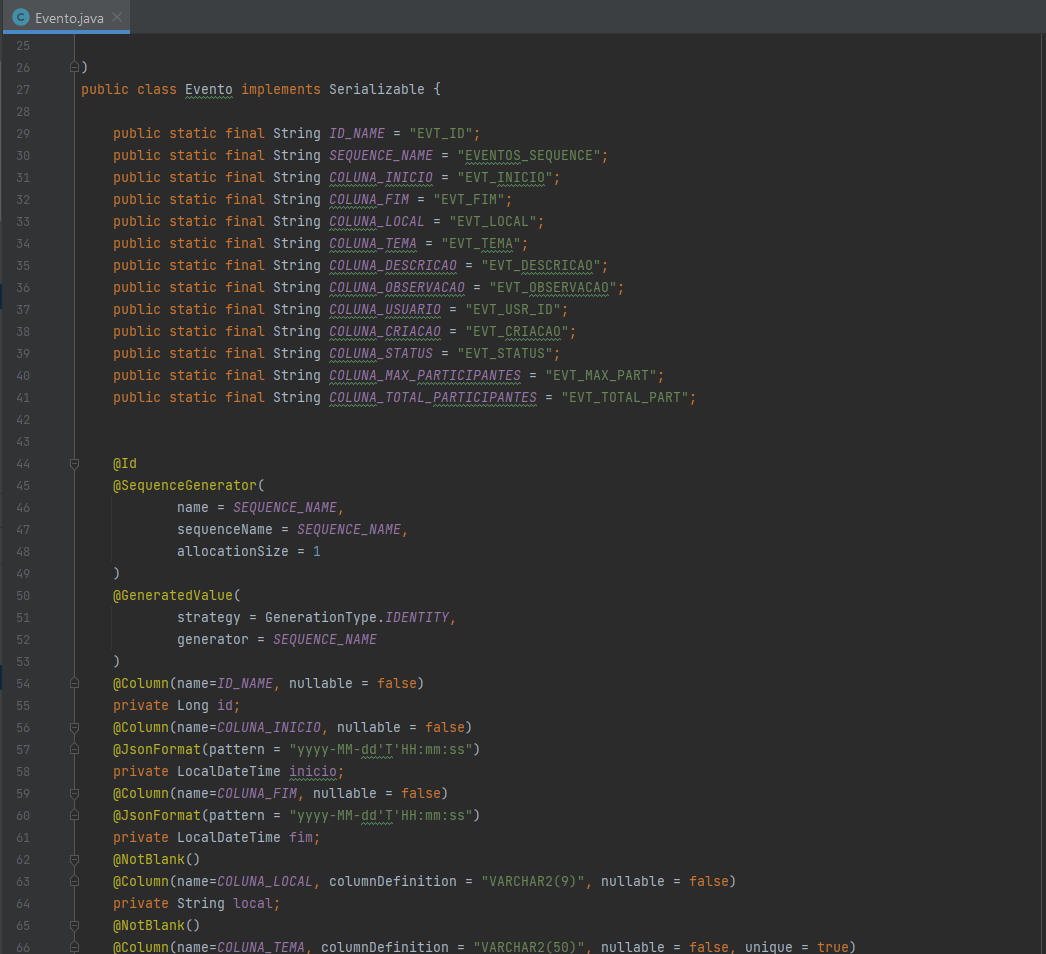 Evento.java
25
26 )
27 public class Evento implements Serializable {
28
29 public static final String ID_NAME = "EVT_ID";
30 public static final String SEQUENCE_NAME = "EVENTOS_SEQUENCE";
31 public static final String COLUNA_INICIO = "EVT_INICIO";
32 public static final String COLUNA_FIM = "EVT_FIM";
33 public static final String COLUNA_LOCAL = "EVT_LOCAL";
34 public static final String COLUNA_TEMA = "EVT_TEMA";
35 public static final String COLUNA_DESCRICAO = "EVT_DESCRICAO";
36 public static final String COLUNA_OBSERVACAO = "EVT_OBSERVACAO";
37 public static final String COLUNA_USUARIO = "EVT_USR_ID";
38 public static final String COLUNA_CRIACAO = "EVT_CRIACAO";
39 public static final String COLUNA_STATUS = "EVT_STATUS";
40 public static final String COLUNA_MAX_PARTICIPANTES = "EVT_MAX_PART";
41 public static final String COLUNA_TOTAL_PARTICIPANTES = "EVT_TOTAL_PART";
42
43
44 @Id
45 @SequenceGenerator(
46 name = SEQUENCE_NAME,
47 sequenceName = SEQUENCE_NAME,
48 allocationSize = 1
49 )
50 @GeneratedValue(
51 strategy = GenerationType.IDENTITY,
52 generator = SEQUENCE_NAME
53 )
54 @Column(name=ID_NAME, nullable = false)
55 private Long id;
56 @Column(name=COLUNA_INICIO, nullable = false)
57 @JsonFormat(pattern = "yyyy-MM-dd'T'HH:mm:ss")
58 private LocalDateTime inicio;
59 @Column(name=COLUNA_FIM, nullable = false)
60 @JsonFormat(pattern = "yyyy-MM-dd'T'HH:mm:ss")
61 private LocalDateTime fim;
62 @NotBlank()
63 @Column(name=COLUNA_LOCAL, columnDefinition = "VARCHAR2(9)", nullable = false)
64 private String local;
65 @NotBlank()
66 @Column(name=COLUNA_TEMA, columnDefinition = "VARCHAR2(50)", nullable = false, unique = true)